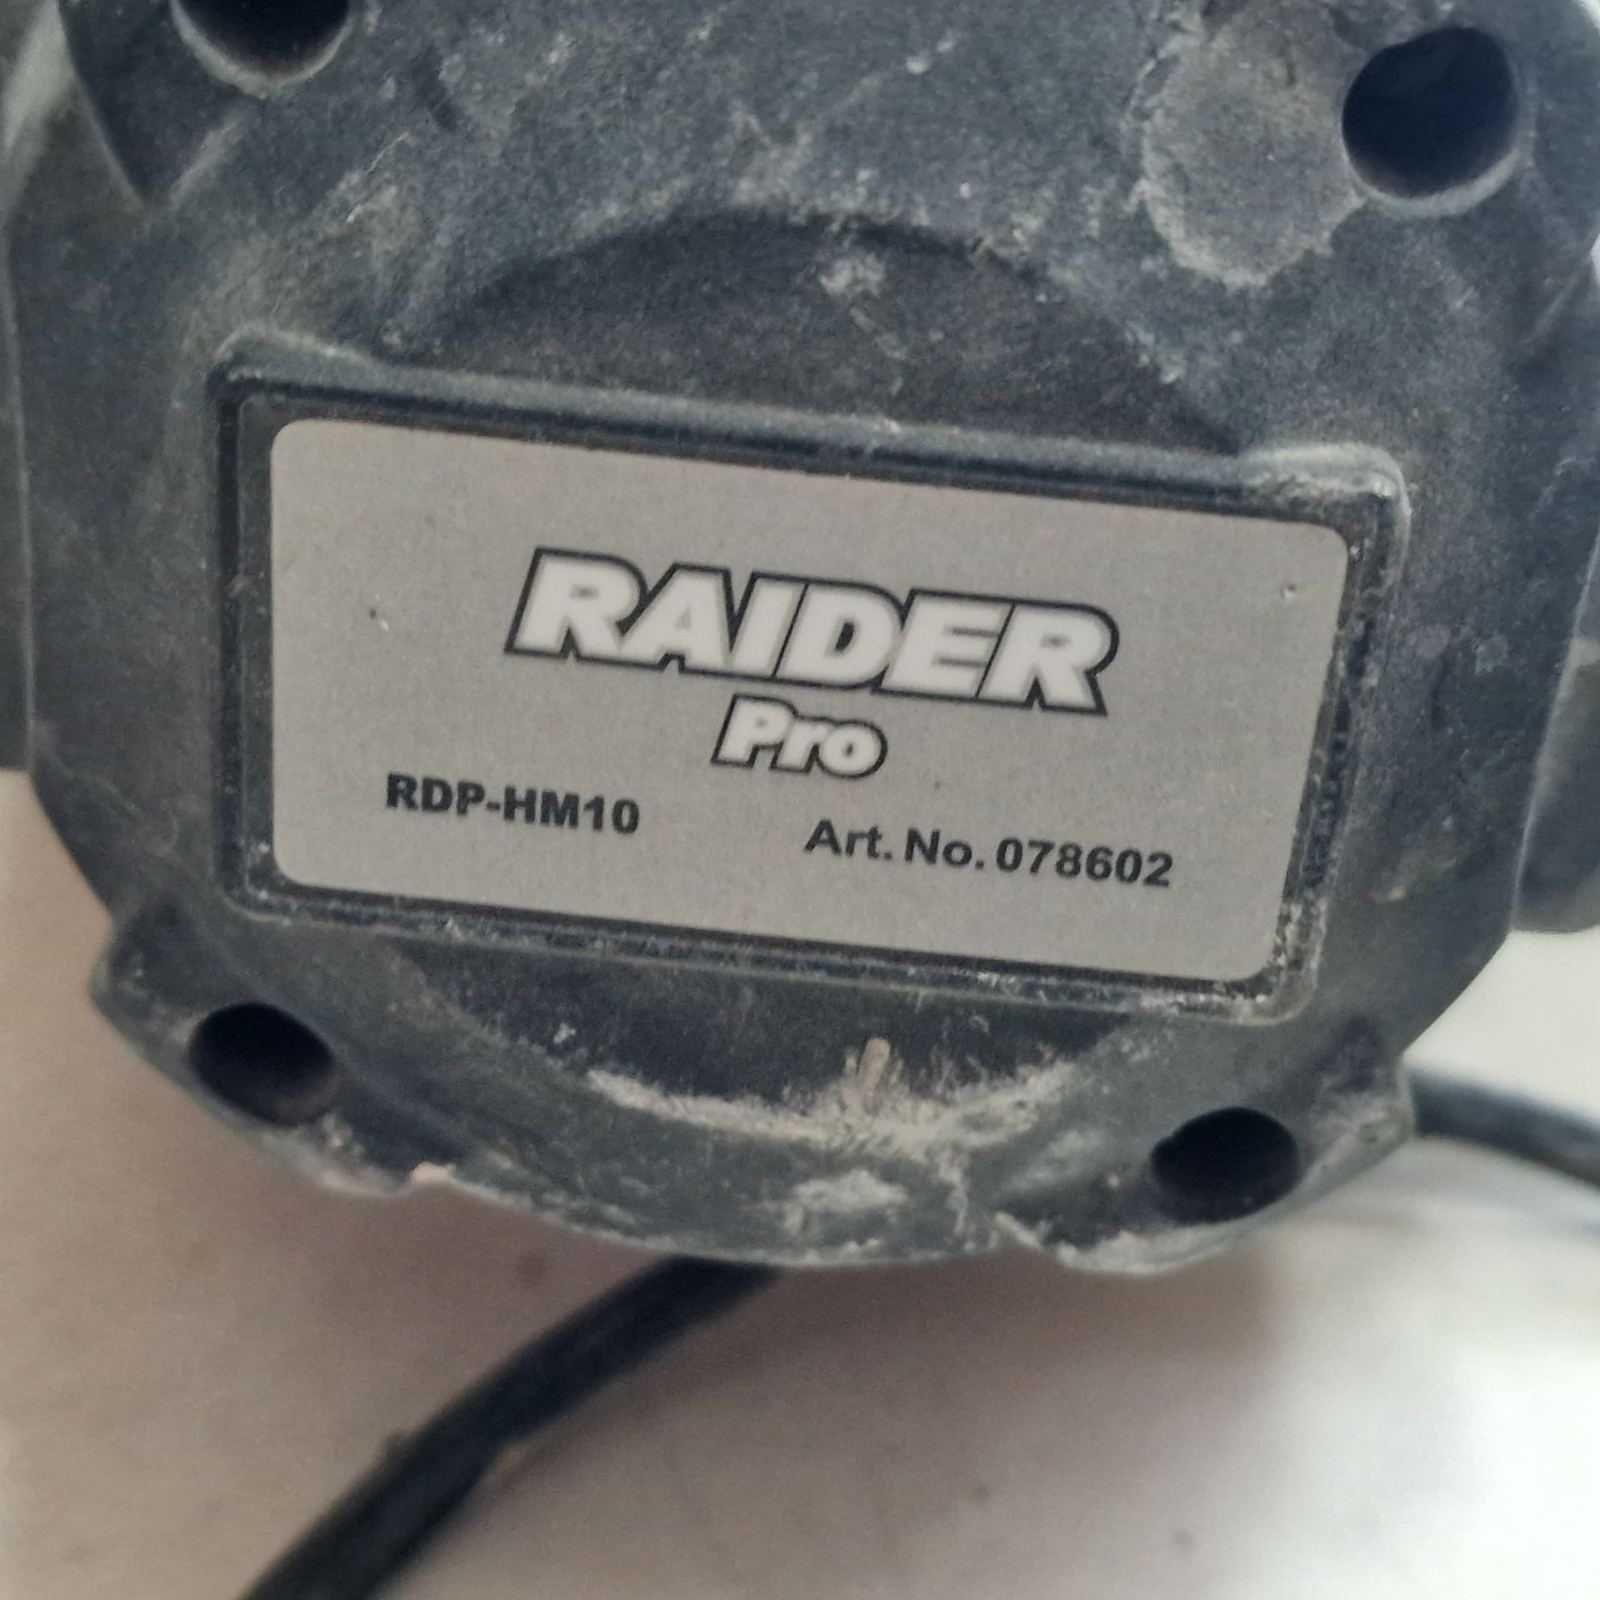 RAIDER
Pro
RDP-HM10 Art. No. 078602